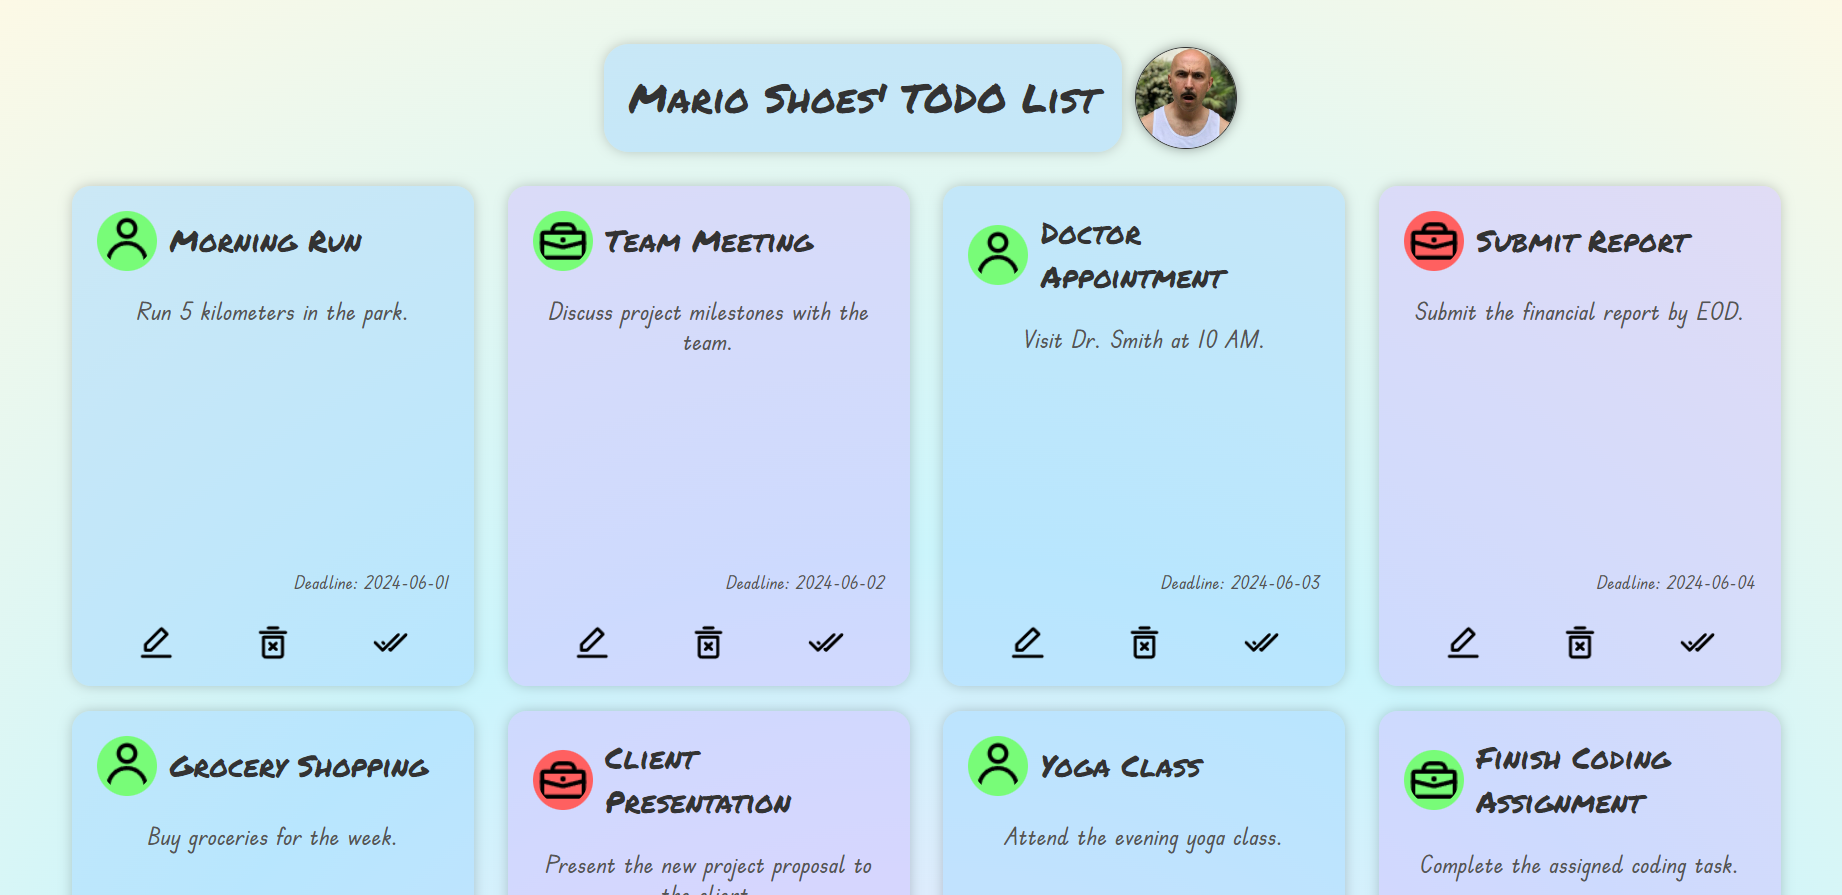 Mario Shoes' TODO List
Morning Run
Run 5 kilometers in the park.
Deadline: 2024-06-01
Team Meeting
Discuss project milestones with the
team.
Deadline: 2024-06-02
Doctor
Appointment
Visit Dr. Smith at 10 AM.
Deadline: 2024-06-03
Submit Report
Submit the financial report by EOD.
Deadline: 2024-06-04
Grocery Shopping
Buy groceries for the week.
Client
Presentation
Present the new project proposal to
the client.
Yoga Class
Attend the evening yoga class.
Finish Coding
Assignment
Complete the assigned coding task.